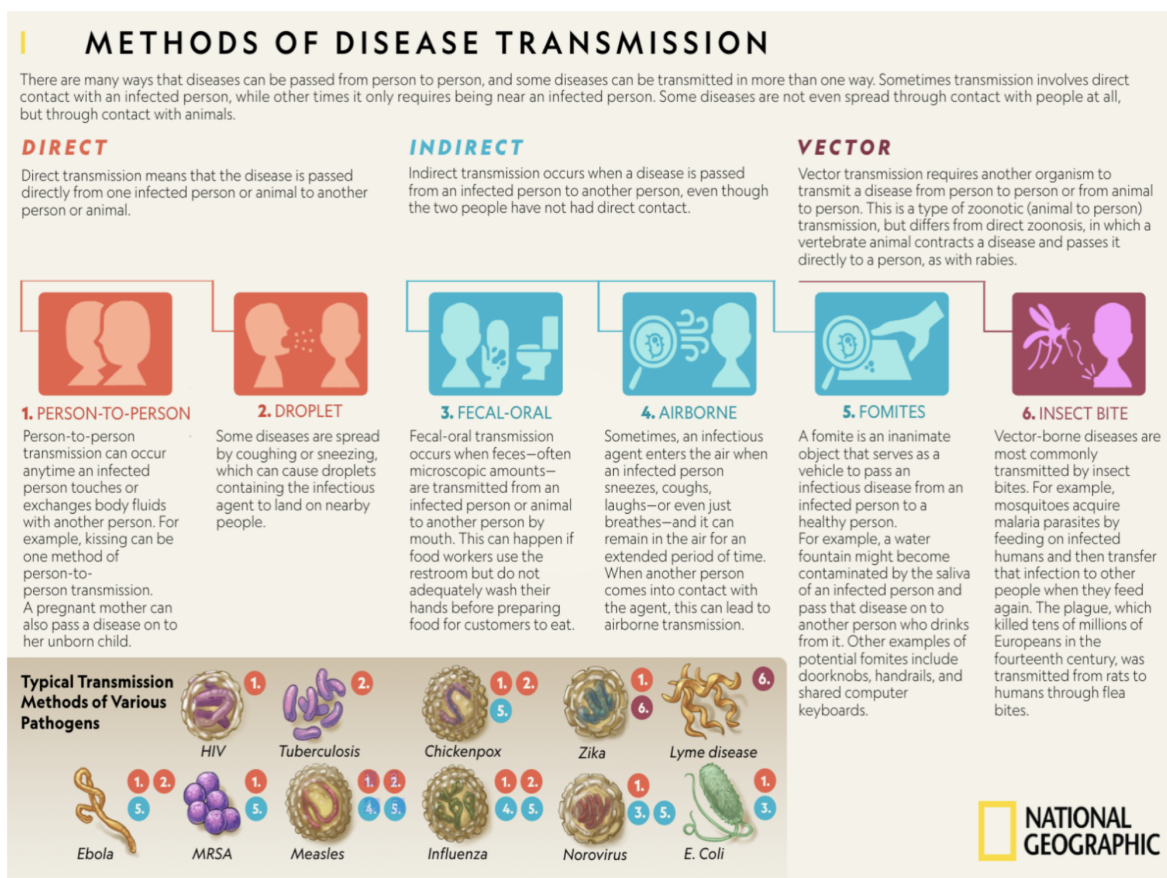 METHODS OF DISEASE TRANSMISSION
There are many ways that diseases can be passed from person to person, and some diseases can be transmitted in more than one way. Sometimes transmission involves direct
contact with an infected person, while other times it only requires being near an infected person. Some diseases are not even spread through contact with people at all,
but through contact with animals.
DIRECT
Direct transmission means that the disease is passed
directly from one infected person or animal to another
person or animal.
INDIRECT
Indirect transmission occurs when a disease is passed
from an infected person to another person, even though
the two people have not had direct contact.
VECTOR
Vector transmission requires another organism to
transmit a disease from person to person or from animal
to person. This is a type of zoonotic (animal to person)
transmission, but differs from direct zoonosis, in which a
vertebrate animal contracts a disease and passes it
directly to a person, as with rabies.
1. PERSON-TO-PERSON
Person-to-person
transmission can occur
anytime an infected
person touches or
exchanges body fluids
with another person. For
example, kissing can be
one method of
person-to-
person transmission.
A pregnant mother can
also pass a disease on to
her unborn child.
2. DROPLET
Some diseases are spread
by coughing or sneezing,
which can cause droplets
containing the infectious
agent to land on nearby
people.
3. FECAL-ORAL
Fecal-oral transmission
occurs when feces—often
microscopic amounts—
are transmitted from an
infected person or animal
to another person by
mouth. This can happen if
food workers use the
restroom but do not
adequately wash their
hands before preparing
food for customers to eat.
4. AIRBORNE
Sometimes, an infectious
agent enters the air when
an infected person
sneezes, coughs,
laughs—or even just
breathes—and it can
remain in the air for an
extended period of time.
When another person
comes into contact with
the agent, this can lead to
airborne transmission.
5. FOMITES
A fomite is an inanimate
object that serves as a
vehicle to pass an
infectious disease from an
infected person to a
healthy person.
For example, a water
fountain might become
contaminated by the saliva
of an infected person and
pass that disease on to
another person who drinks
from it. Other examples of
potential fomites include
doorknobs, handrails, and
shared computer
keyboards.
6. INSECT BITE
Vector-borne diseases are
most commonly
transmitted by insect
bites. For example,
mosquitoes acquire
malaria parasites by
feeding on infected
humans and then transfer
that infection to other
people when they feed
again. The plague, which
killed tens of millions of
Europeans in the
fourteenth century, was
transmitted from rats to
humans through flea
bites.
Typical Transmission
Methods of Various
Pathogens
1.
HIV
2.
Tuberculosis
1. 2.
5.
Chickenpox
1.
6.
Zika
6.
Lyme disease
1. 2.
5.
Ebola
1.
5.
MRSA
1. 2.
4. 5.
Measles
1. 2.
4. 5.
Influenza
1.
3. 5.
Norovirus
1.
3.
E. Coli
NATIONAL
GEOGRAPHIC